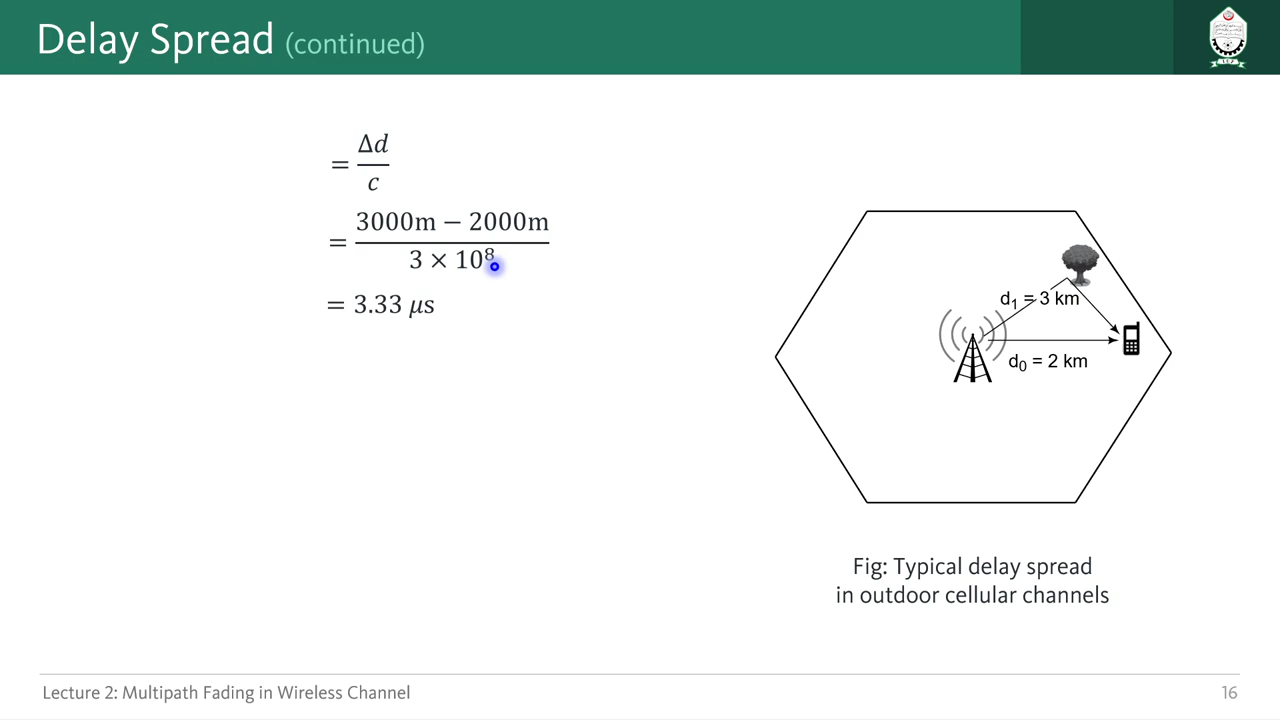 Delay Spread (continued)
= Δd/c
= (3000m − 2000m)/(3 × 10⁸)
= 3.33 μs
d₁ = 3 km
d₀ = 2 km
Fig: Typical delay spread
in outdoor cellular channels
Lecture 2: Multipath Fading in Wireless Channel
16